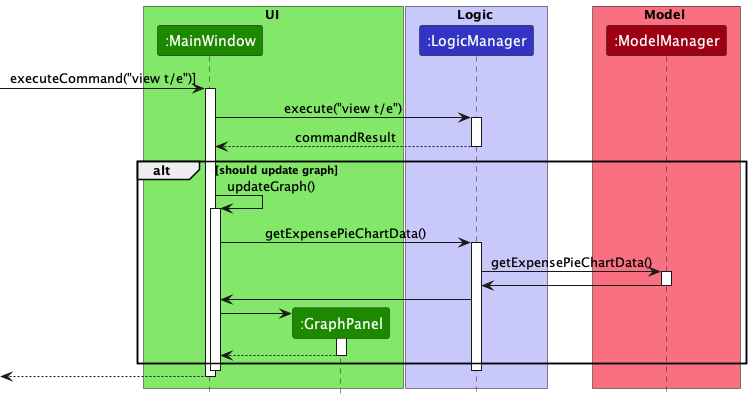 UI
Logic
Model
:MainWindow
:LogicManager
:ModelManager
executeCommand("view t/e")]
execute("view t/e")
commandResult
alt
[should update graph]
updateGraph()
getExpensePieChartData()
getExpensePieChartData()
:GraphPanel